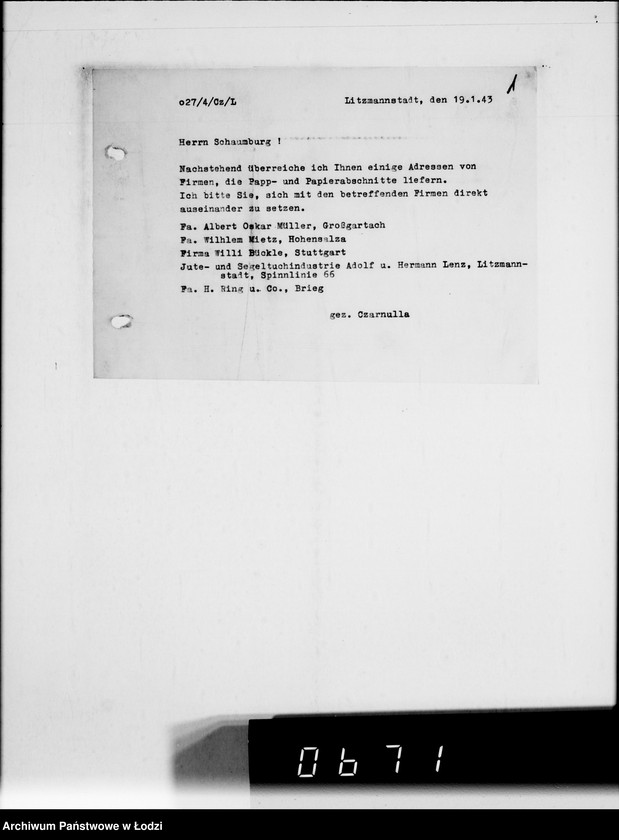 1
o27/4/Cz/L Litzmannstadt, den 19.1.43
Herrn Schaumburg !
Nachstehend überreiche ich Ihnen einige Adressen von
Firmen, die Papp- und Papierabschnitte liefern.
Ich bitte Sie, sich mit den betreffenden Firmen direkt
auseinander zu setzen.
Fa. Albert Oskar Müller, Großgartach
Fa. Wilhlem Mietz, Hohensalza
Firma Willi Bückle, Stuttgart
Jute- und Segeltuchindustrie Adolf u. Hermann Lenz, Litzmann-
stadt, Spinnlinie 66
Fa. H. Ring u. Co., Brieg
gez. Czarnulla
0671
Archiwum Państwowe w Łodzi